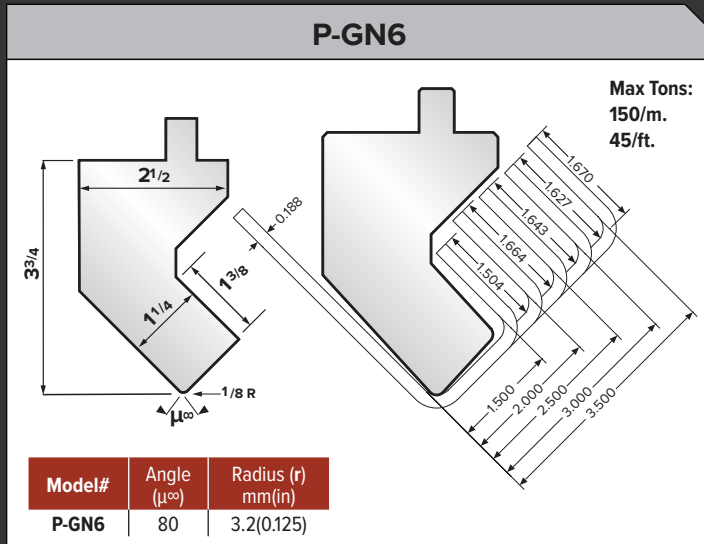 P-GN6
Max Tons:
150/m.
45/ft.
2 1/2
3 3/4
1 3/8
1 1/4
1/8 R
µ∞
0.188
1.670
1.627
1.643
1.664
1.504
1.500
2.000
2.500
3.000
3.500
Model# Angle (µ∞) Radius (r) mm(in)
P-GN6 80 3.2(0.125)